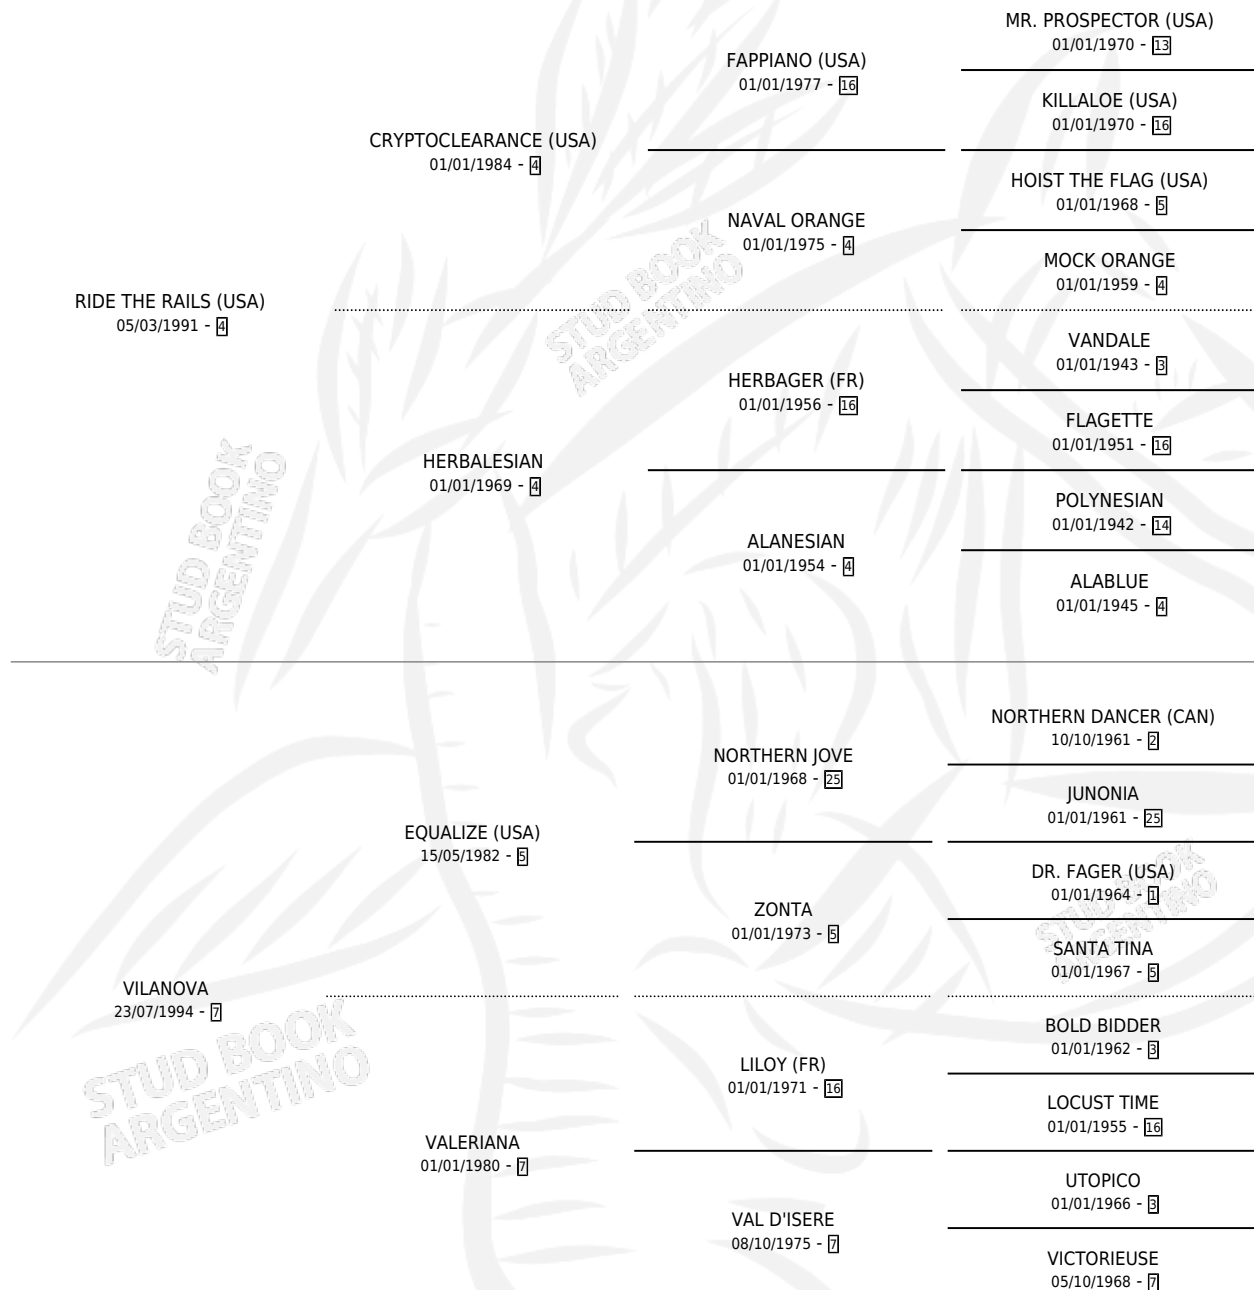 MR. PROSPECTOR (USA)
01/01/1970 - 13
FAPPIANO (USA)
01/01/1977 - 16
KILLALOE (USA)
01/01/1970 - 16
CRYPTOCLEARANCE (USA)
01/01/1984 - 4
HOIST THE FLAG (USA)
01/01/1968 - 5
NAVAL ORANGE
01/01/1975 - 4
MOCK ORANGE
01/01/1959 - 4
RIDE THE RAILS (USA)
05/03/1991 - 4
VANDALE
01/01/1943 - 3
HERBAGER (FR)
01/01/1956 - 16
FLAGETTE
01/01/1951 - 16
HERBALESIAN
01/01/1969 - 4
POLYNESIAN
01/01/1942 - 14
ALANESIAN
01/01/1954 - 4
ALABLUE
01/01/1945 - 4
STUD BOOK
ARGENTINO
STUD BOOK
ARGENTINO
NORTHERN DANCER (CAN)
10/10/1961 - 2
NORTHERN JOVE
01/01/1968 - 25
JUNONIA
01/01/1961 - 25
EQUALIZE (USA)
15/05/1982 - 5
DR. FAGER (USA)
01/01/1964 - 1
ZONTA
01/01/1973 - 5
SANTA TINA
01/01/1967 - 5
STUD BOOK
ARGENTINO
VILANOVA
23/07/1994 - 7
BOLD BIDDER
01/01/1962 - 3
LILOY (FR)
01/01/1971 - 16
LOCUST TIME
01/01/1955 - 16
VALERIANA
01/01/1980 - 7
UTOPICO
01/01/1966 - 3
VAL D'ISERE
08/10/1975 - 7
VICTORIEUSE
05/10/1968 - 7
STUD BOOK
ARGENTINO